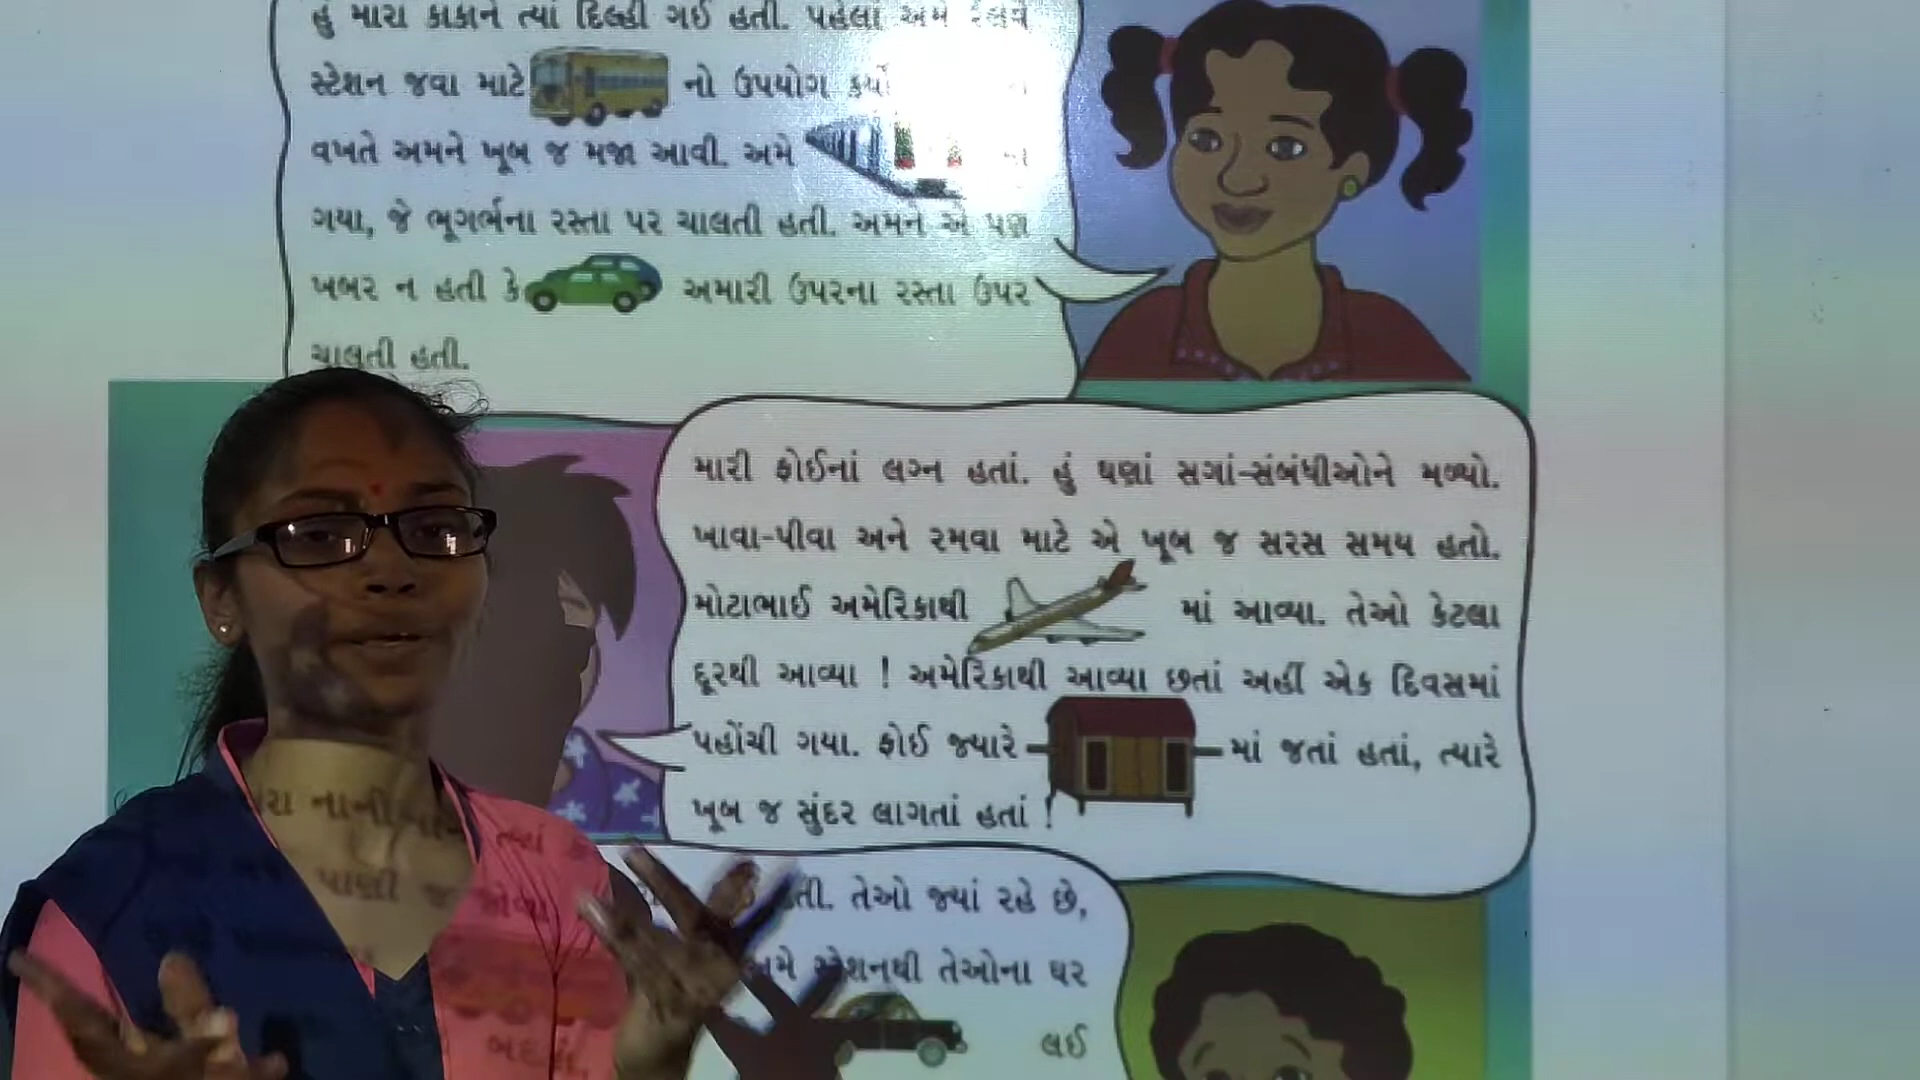 હું મારા કાકાને ત્યાં દિલ્હી ગઈ હતી. પહેલાં અમે રેલવે
સ્ટેશન જવા માટે નો ઉપયોગ કર્યો
વખતે અમને ખૂબ જ મજા આવી. અમે
ગયા, જે ભૂગર્ભના રસ્તા પર ચાલતી હતી. અમને એ પણ
ખબર ન હતી કે અમારી ઉપરના રસ્તા ઉપર
ચાલતી હતી.
મારી ફોઈનાં લગ્ન હતાં. હું ઘણાં સગાં-સંબંધીઓને મળ્યો.
ખાવા-પીવા અને રમવા માટે એ ખૂબ જ સરસ સમય હતો.
મોટાભાઈ અમેરિકાથી માં આવ્યા. તેઓ કેટલા
દૂરથી આવ્યા ! અમેરિકાથી આવ્યા છતાં અહીં એક દિવસમાં
પહોંચી ગયા. ફોઈ જ્યારે માં જતાં હતાં, ત્યારે
ખૂબ જ સુંદર લાગતાં હતાં !
તેઓ જ્યાં રહે છે,
અમે સ્ટેશનથી તેઓના ઘર
લઈ